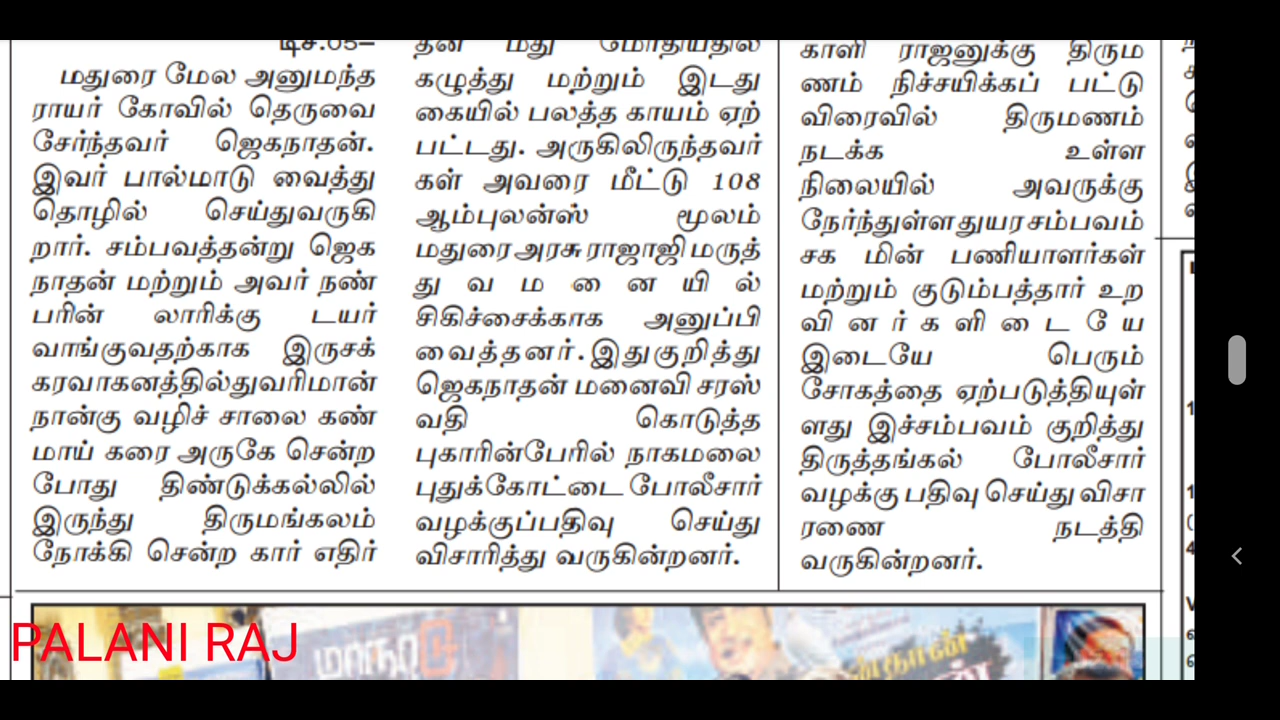 டிச.05–
மதுரை மேல அனுமந்த
ராயர் கோவில் தெருவை
சேர்ந்தவர் ஜெகநாதன்.
இவர் பால்மாடு வைத்து
தொழில் செய்துவருகி
றார். சம்பவத்தன்று ஜெக
நாதன் மற்றும் அவர் நண்
பரின் லாரிக்கு டயர்
வாங்குவதற்காக இருசக்
கரவாகனத்தில்துவரிமான்
நான்கு வழிச் சாலை கண்
மாய் கரை அருகே சென்ற
போது திண்டுக்கல்லில்
இருந்து திருமங்கலம்
நோக்கி சென்ற கார் எதிர்
தன் மீது மோதியதில்
கழுத்து மற்றும் இடது
கையில் பலத்த காயம் ஏற்
பட்டது. அருகிலிருந்தவர்
கள் அவரை மீட்டு 108
ஆம்புலன்ஸ் மூலம்
மதுரை அரசு ராஜாஜி மருத்
து வ ம னை யி ல்
சிகிச்சைக்காக அனுப்பி
வைத்தனர். இதுகுறித்து
ஜெகநாதன் மனைவி சரஸ்
வதி கொடுத்த
புகாரின்பேரில் நாகமலை
புதுக்கோட்டை போலீசார்
வழக்குப்பதிவு செய்து
விசாரித்து வருகின்றனர்.
காளி ராஜனுக்கு திரும
ணம் நிச்சயிக்கப் பட்டு
விரைவில் திருமணம்
நடக்க உள்ள
நிலையில் அவருக்கு
நேர்ந்துள்ள துயர சம்பவம்
சக மின் பணியாளர்கள்
மற்றும் குடும்பத்தார் உற
வி ன ர் க ளி டை யே
இடையே பெரும்
சோகத்தை ஏற்படுத்தியுள்
ளது இச்சம்பவம் குறித்து
திருத்தங்கல் போலீசார்
வழக்கு பதிவு செய்து விசா
ரணை நடத்தி
வருகின்றனர்.
PALANI RAJ